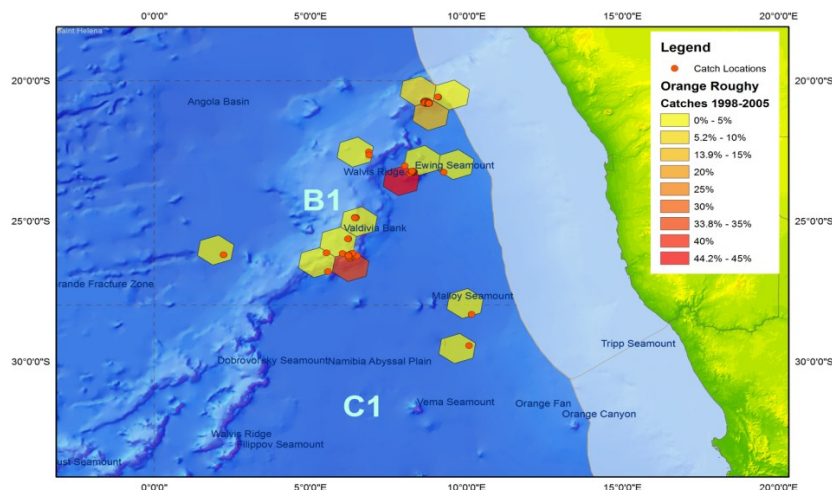 0°0'0"
5°0'0"E
10°0'0"E
15°0'0"E
20°0'0"E
Saint Helena
20°0'0"S
25°0'0"S
30°0'0"S
Angola Basin
Ewing Seamount
Walvis Ridge
B1
Valdivia Bank
Grande Fracture Zone
Malloy Seamount
Tripp Seamount
Dobrovol'sky Seamount
Namibia Abyssal Plain
C1
Vema Seamount
Orange Fan
Orange Canyon
Walvis Ridge
Filippov Seamount
ust Seamount
Legend
Catch Locations
Orange Roughy
Catches 1998-2005
0% - 5%
5.2% - 10%
13.9% - 15%
20%
25%
30%
33.8% - 35%
40%
44.2% - 45%
20°0'0"S
25°0'0"S
30°0'0"S
0°0'0"
5°0'0"E
10°0'0"E
15°0'0"E
20°0'0"E